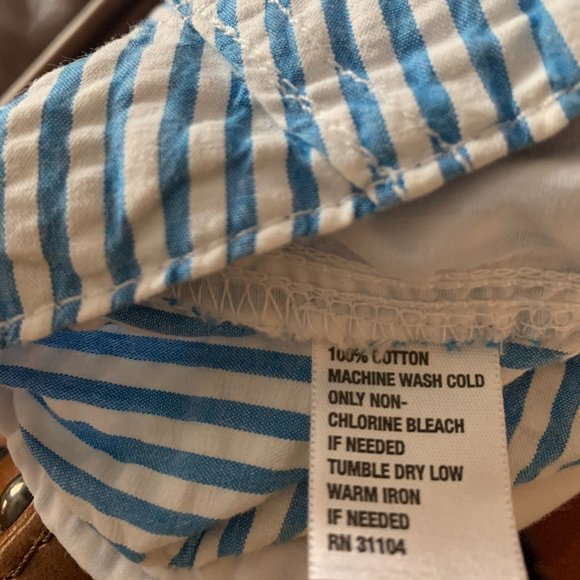 100% COTTON
MACHINE WASH COLD
ONLY NON-
CHLORINE BLEACH
IF NEEDED
TUMBLE DRY LOW
WARM IRON
IF NEEDED
RN 31104